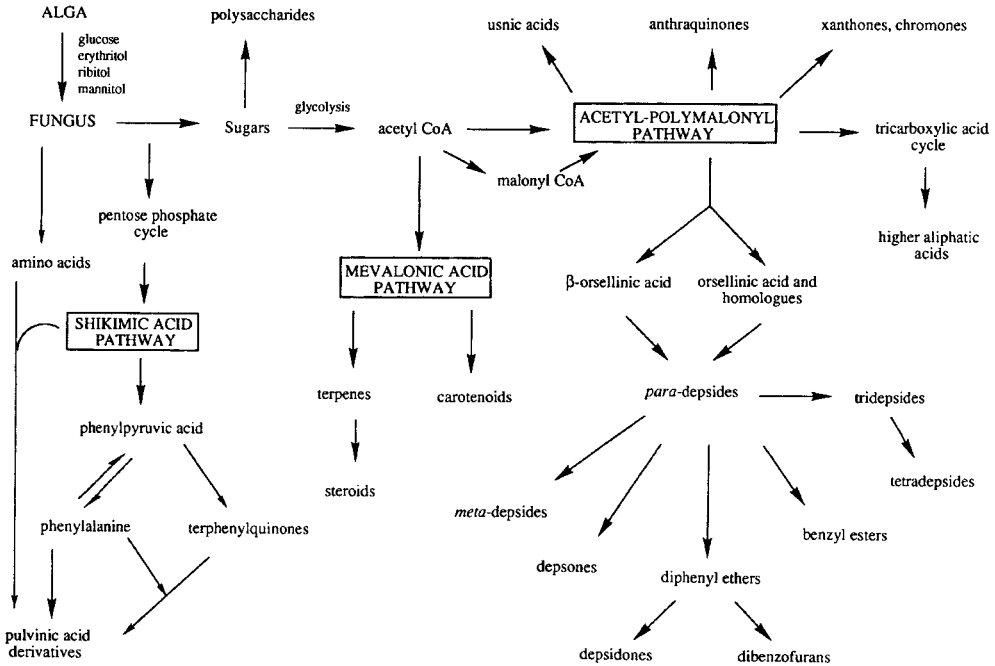 ALGA
glucose
erythritol
ribitol
mannitol
FUNGUS
polysaccharides
Sugars
glycolysis
acetyl CoA
malonyl CoA
usnic acids
anthraquinones
xanthones, chromones
ACETYL-POLYMALONYL
PATHWAY
tricarboxylic acid
cycle
higher aliphatic
acids
pentose phosphate
cycle
amino acids
SHIKIMIC ACID
PATHWAY
MEVALONIC ACID
PATHWAY
β-orsellinic acid
orsellinic acid and
homologues
terpenes
carotenoids
steroids
para-depsides
tridepsides
tetradepsides
phenylpyruvic acid
phenylalanine
terphenylquinones
meta-depsides
depsones
diphenyl ethers
benzyl esters
pulvinic acid
derivatives
depsidones
dibenzofurans